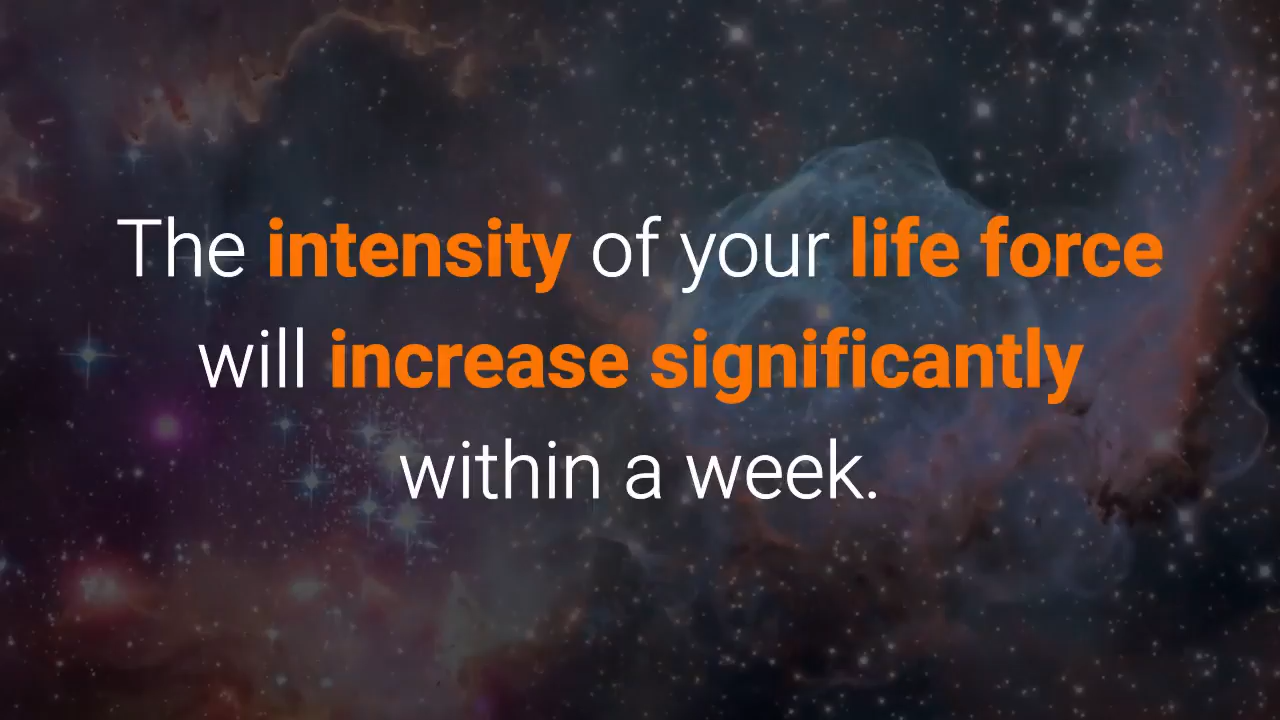 The intensity of your life force
will increase significantly
within a week.